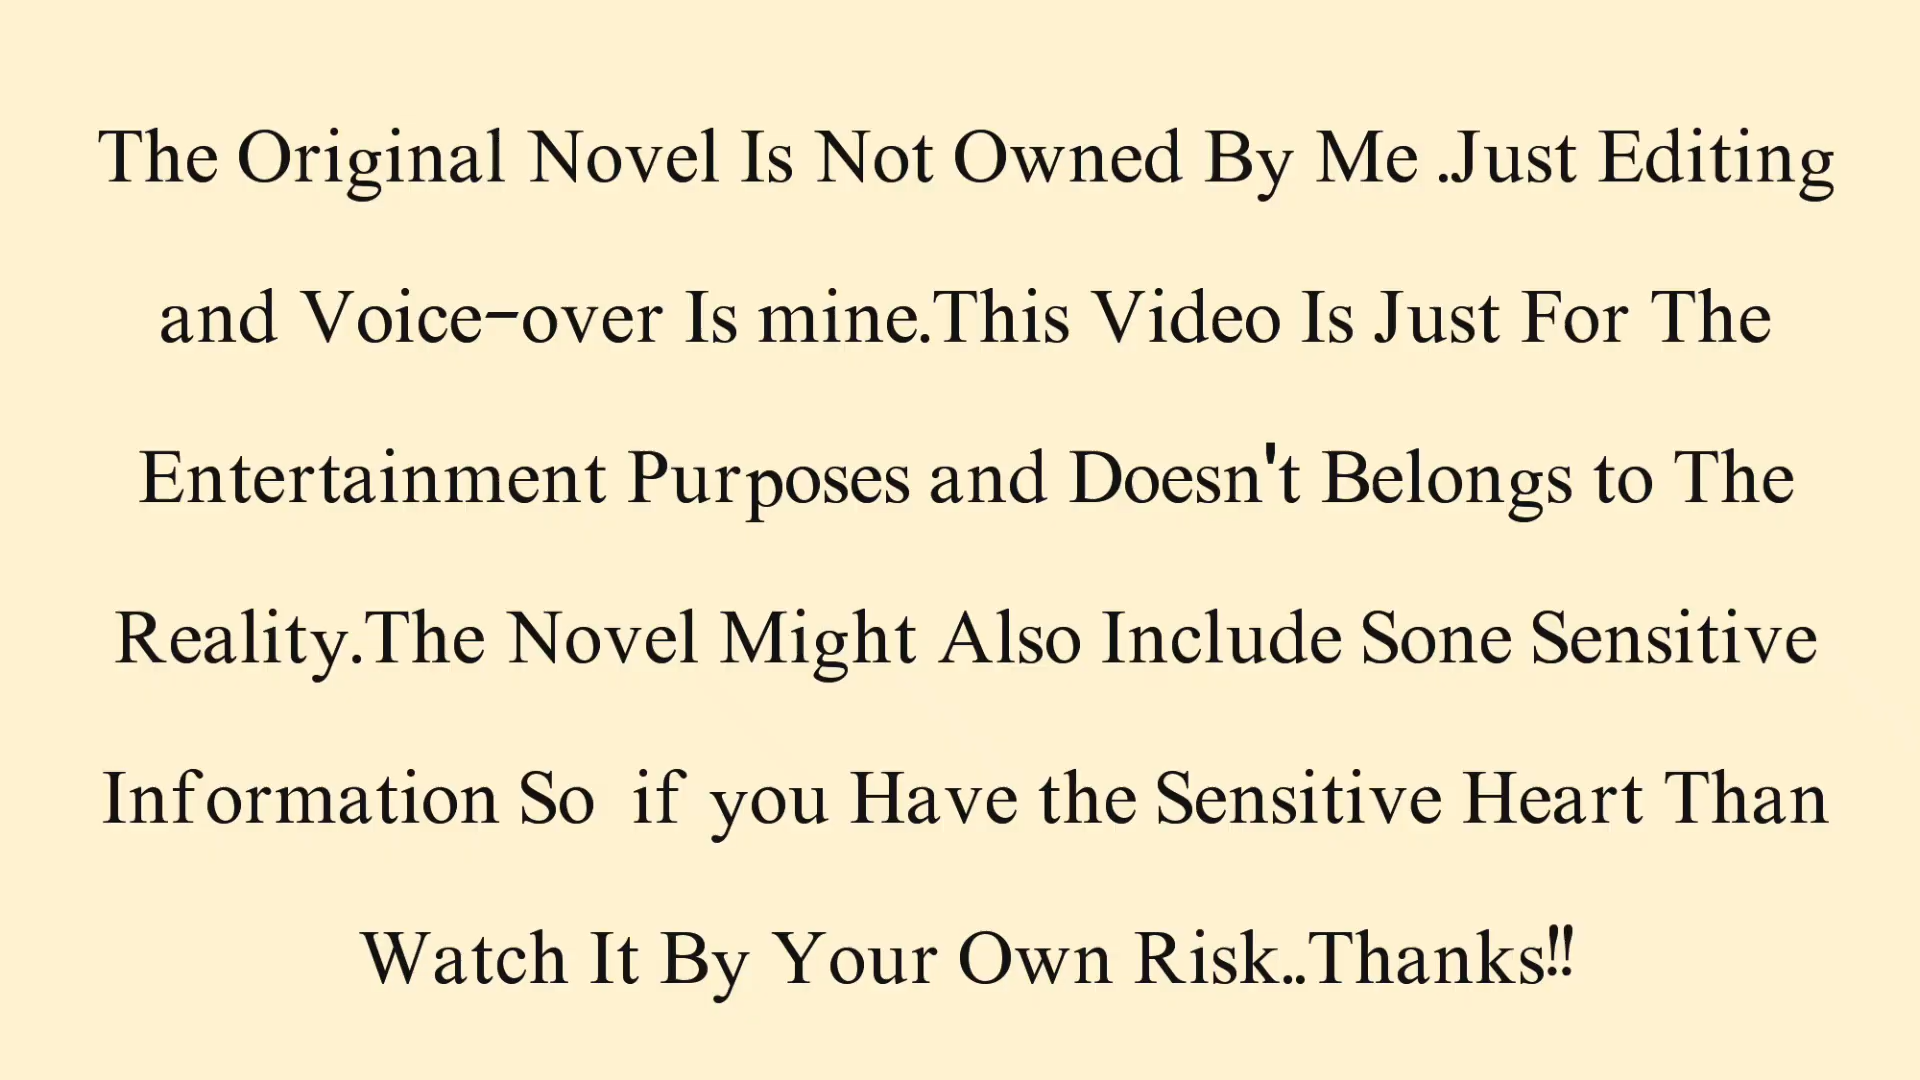 The Original Novel Is Not Owned By Me .Just Editing
and Voice-over Is mine.This Video Is Just For The
Entertainment Purposes and Doesn't Belongs to The
Reality.The Novel Might Also Include Sone Sensitive
Information So if you Have the Sensitive Heart Than
Watch It By Your Own Risk..Thanks!!